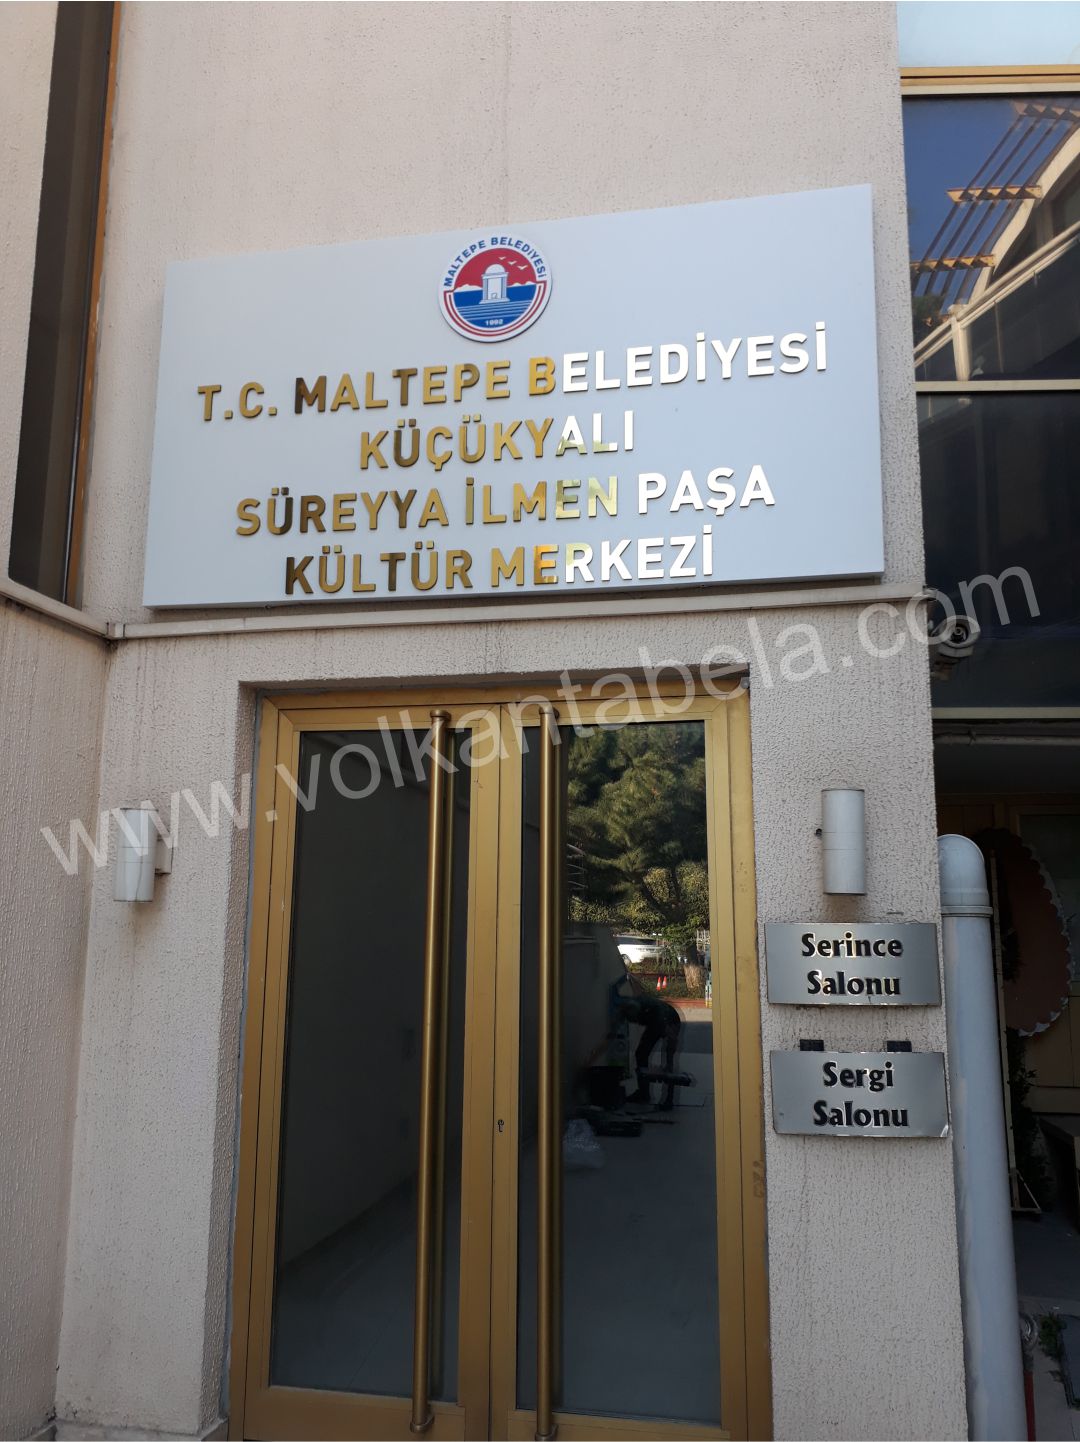 MALTEPE BELEDİYESİ
1992
T.C. MALTEPE BELEDİYESİ
KÜÇÜKYALI
SÜREYYA İLMEN PAŞA
KÜLTÜR MERKEZİ
www.volkantabela.com
Serince
Salonu
Sergi
Salonu